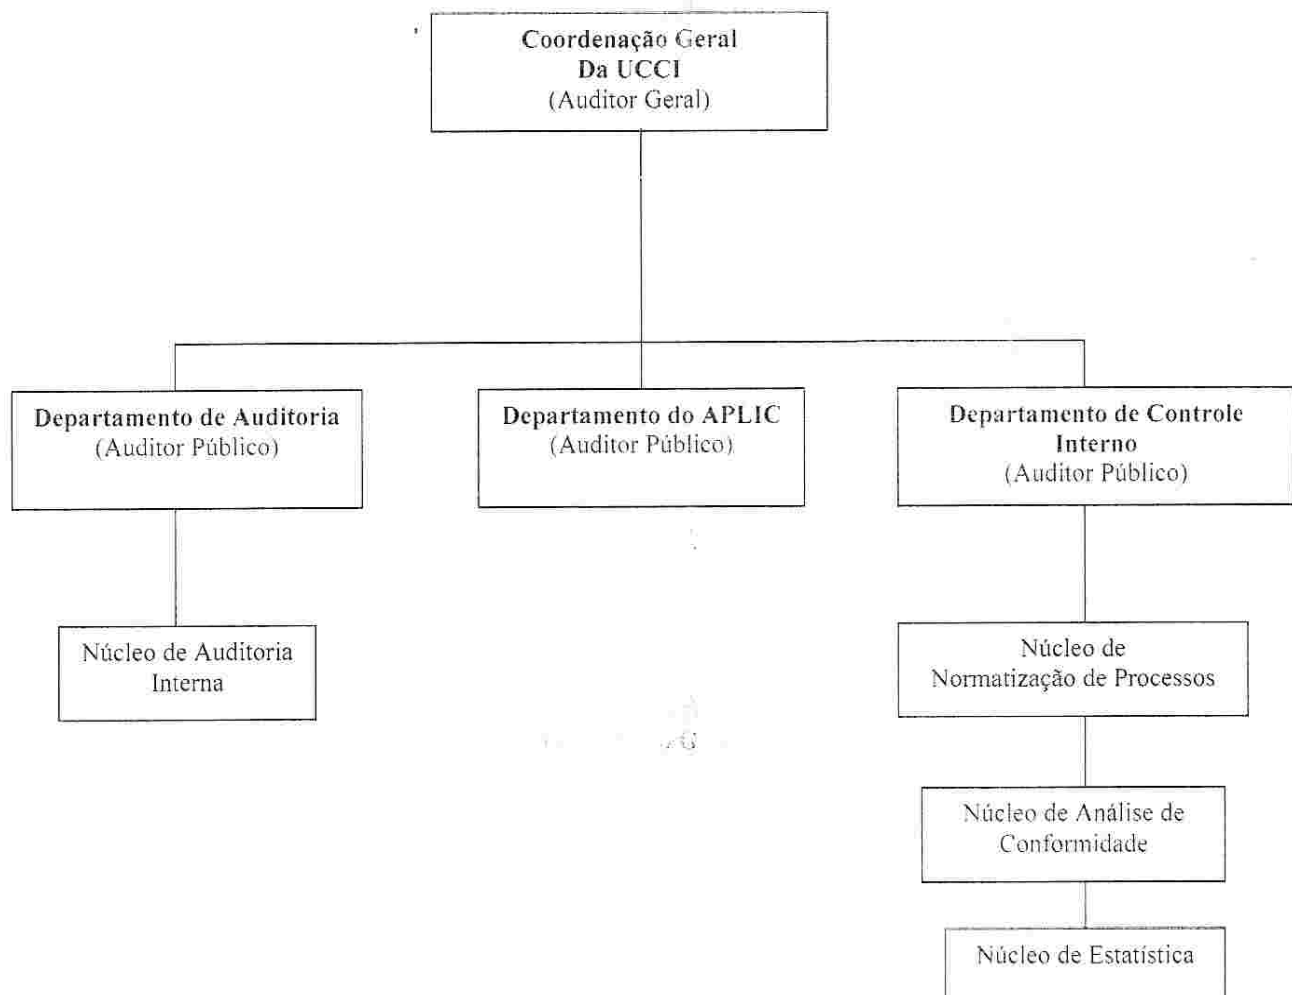 Coordenação Geral
Da UCCI
(Auditor Geral)
Departamento de Auditoria
(Auditor Público)
Departamento do APLIC
(Auditor Público)
Departamento de Controle
Interno
(Auditor Público)
Núcleo de Auditoria
Interna
Núcleo de
Normatização de Processos
Núcleo de Análise de
Conformidade
Núcleo de Estatística